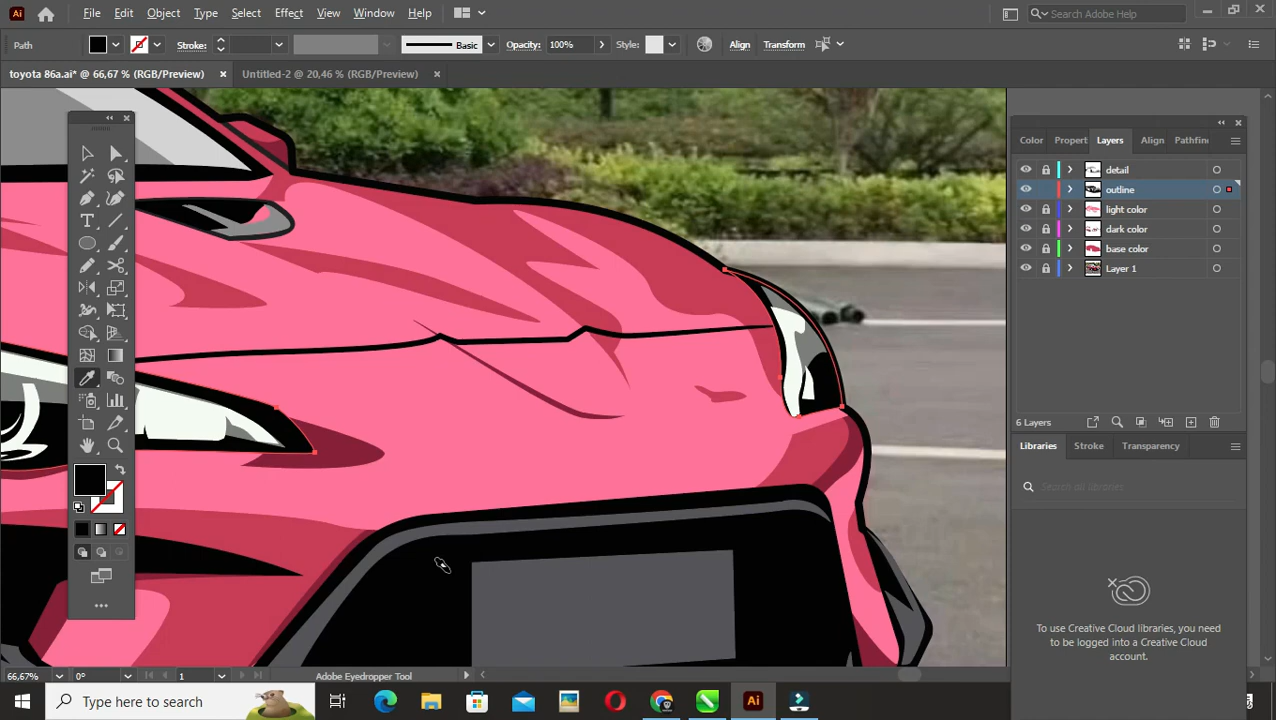 Ai File Edit Object Type Select Effect View Window Help Search Adobe Help
Path Stroke: Basic Opacity: 100% Style: Align Transform
toyota 86a.ai* @ 66,67 % (RGB/Preview) × Untitled-2 @ 20,46 % (RGB/Preview) ×
Color Propert Layers Align Pathfin
detail
outline
light color
dark color
base color
Layer 1
6 Layers
Libraries Stroke Transparency
Search Adobe Stock
To use Creative Cloud libraries, you need
to be logged into a Creative Cloud
account.
66,67% 0° 1 Adobe Eyedropper Tool
Type here to search Ai